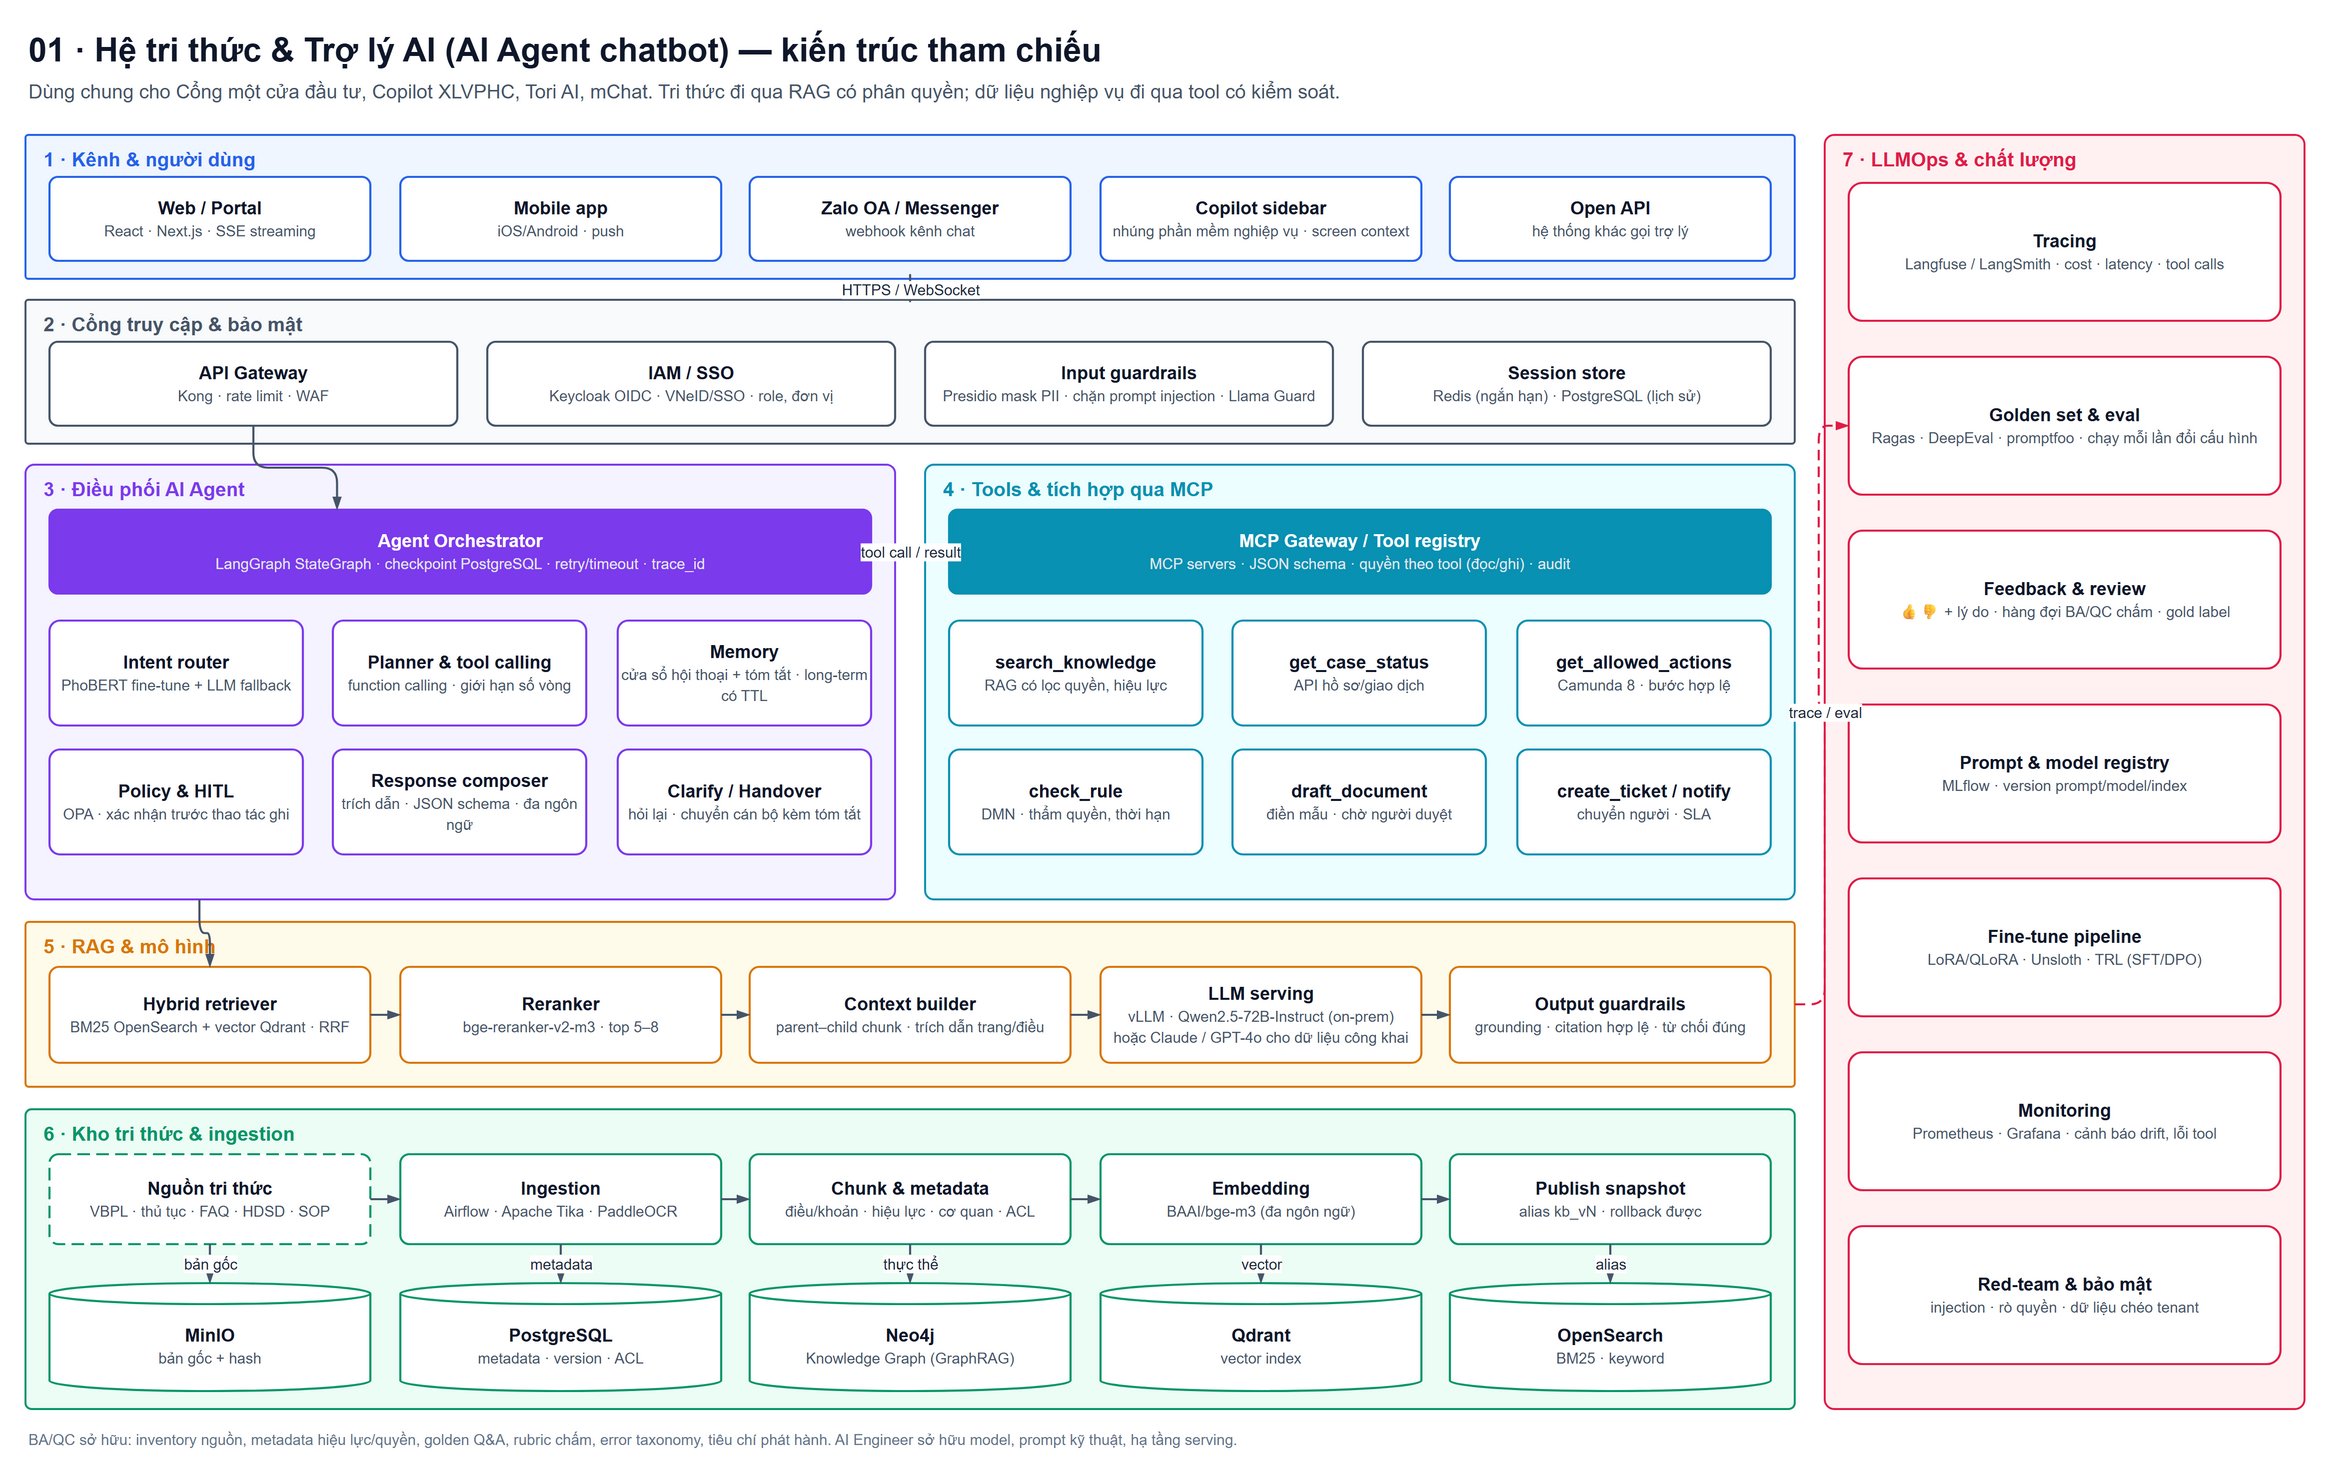 01 · Hệ tri thức & Trợ lý AI (AI Agent chatbot) — kiến trúc tham chiếu
Dùng chung cho Cổng một cửa đầu tư, Copilot XLVPHC, Tori AI, mChat. Tri thức đi qua RAG có phân quyền; dữ liệu nghiệp vụ đi qua tool có kiểm soát.
1 · Kênh & người dùng
Web / Portal
React · Next.js · SSE streaming
Mobile app
iOS/Android · push
Zalo OA / Messenger
webhook kênh chat
Copilot sidebar
nhúng phần mềm nghiệp vụ · screen context
Open API
hệ thống khác gọi trợ lý
HTTPS / WebSocket
2 · Cổng truy cập & bảo mật
API Gateway
Kong · rate limit · WAF
IAM / SSO
Keycloak OIDC · VNeID/SSO · role, đơn vị
Input guardrails
Presidio mask PII · chặn prompt injection · Llama Guard
Session store
Redis (ngắn hạn) · PostgreSQL (lịch sử)
3 · Điều phối AI Agent
Agent Orchestrator
LangGraph StateGraph · checkpoint PostgreSQL · retry/timeout · trace_id
Intent router
PhoBERT fine-tune + LLM fallback
Planner & tool calling
function calling · giới hạn số vòng
Memory
cửa sổ hội thoại + tóm tắt · long-term
có TTL
Policy & HITL
OPA · xác nhận trước thao tác ghi
Response composer
trích dẫn · JSON schema · đa ngôn
ngữ
Clarify / Handover
hỏi lại · chuyển cán bộ kèm tóm tắt
tool call / result
4 · Tools & tích hợp qua MCP
MCP Gateway / Tool registry
MCP servers · JSON schema · quyền theo tool (đọc/ghi) · audit
search_knowledge
RAG có lọc quyền, hiệu lực
get_case_status
API hồ sơ/giao dịch
get_allowed_actions
Camunda 8 · bước hợp lệ
check_rule
DMN · thẩm quyền, thời hạn
draft_document
điền mẫu · chờ người duyệt
create_ticket / notify
chuyển người · SLA
5 · RAG & mô hình
Hybrid retriever
BM25 OpenSearch + vector Qdrant · RRF
Reranker
bge-reranker-v2-m3 · top 5–8
Context builder
parent–child chunk · trích dẫn trang/điều
LLM serving
vLLM · Qwen2.5-72B-Instruct (on-prem)
hoặc Claude / GPT-4o cho dữ liệu công khai
Output guardrails
grounding · citation hợp lệ · từ chối đúng
6 · Kho tri thức & ingestion
Nguồn tri thức
VBPL · thủ tục · FAQ · HDSD · SOP
Ingestion
Airflow · Apache Tika · PaddleOCR
Chunk & metadata
điều/khoản · hiệu lực · cơ quan · ACL
Embedding
BAAI/bge-m3 (đa ngôn ngữ)
Publish snapshot
alias kb_vN · rollback được
bản gốc
metadata
thực thể
vector
alias
MinIO
bản gốc + hash
PostgreSQL
metadata · version · ACL
Neo4j
Knowledge Graph (GraphRAG)
Qdrant
vector index
OpenSearch
BM25 · keyword
trace / eval
7 · LLMOps & chất lượng
Tracing
Langfuse / LangSmith · cost · latency · tool calls
Golden set & eval
Ragas · DeepEval · promptfoo · chạy mỗi lần đổi cấu hình
Feedback & review
👍 👎 + lý do · hàng đợi BA/QC chấm · gold label
Prompt & model registry
MLflow · version prompt/model/index
Fine-tune pipeline
LoRA/QLoRA · Unsloth · TRL (SFT/DPO)
Monitoring
Prometheus · Grafana · cảnh báo drift, lỗi tool
Red-team & bảo mật
injection · rò quyền · dữ liệu chéo tenant
BA/QC sở hữu: inventory nguồn, metadata hiệu lực/quyền, golden Q&A, rubric chấm, error taxonomy, tiêu chí phát hành. AI Engineer sở hữu model, prompt kỹ thuật, hạ tầng serving.